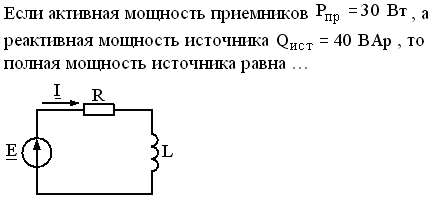 Если активная мощность приемников Pпр = 30 Вт , а
реактивная мощность источника Qист = 40 ВАр , то
полная мощность источника равна …
I
R
E
L